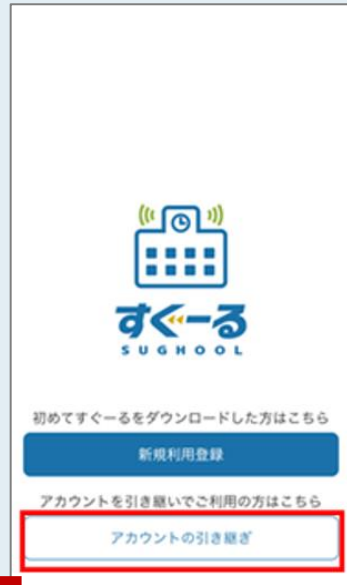 すぐーる
SUGHOOL
初めてすぐーるをダウンロードした方はこちら
新規利用登録
アカウントを引き継いでご利用の方はこちら
アカウントの引き継ぎ